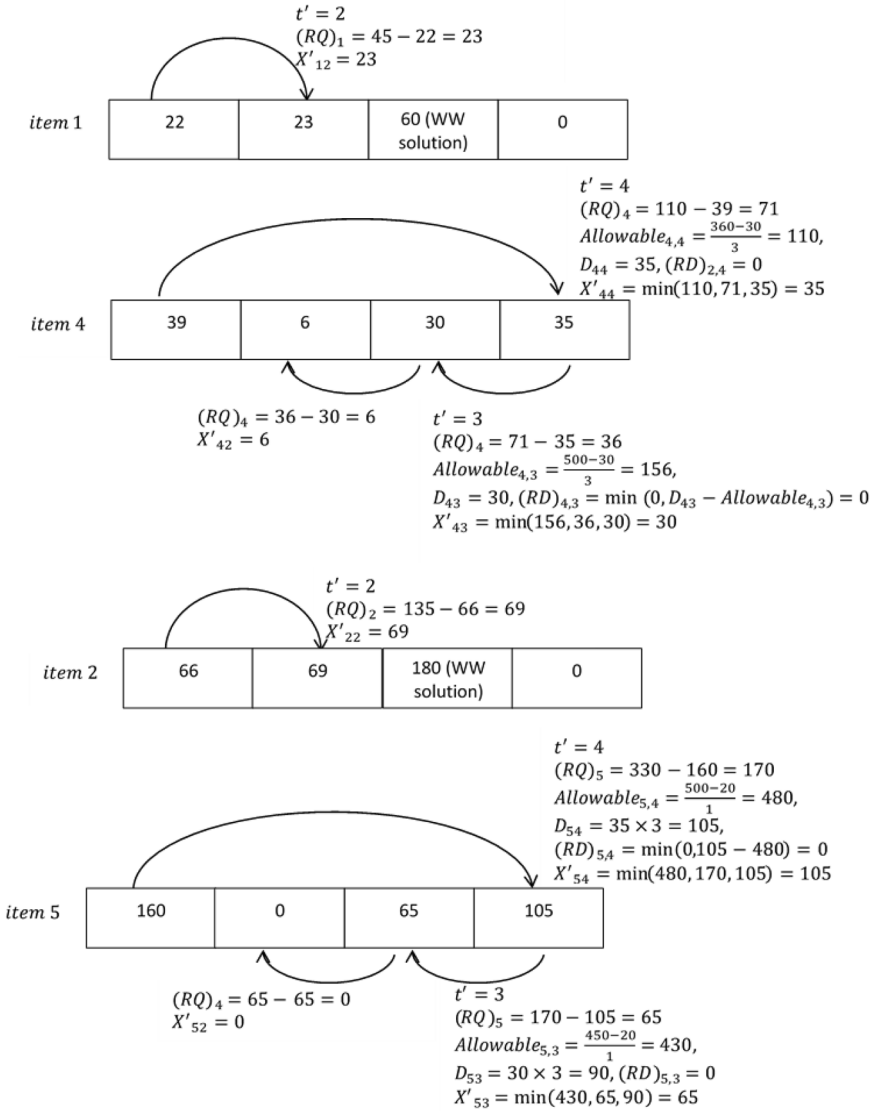 t′ = 2
(RQ)₁ = 45 − 22 = 23
X′₁₂ = 23
item 1
22
23
60 (WW
solution)
0
t′ = 4
(RQ)₄ = 110 − 39 = 71
Allowable₄,₄ = (360−30)/3 = 110,
D₄₄ = 35, (RD)₂,₄ = 0
X′₄₄ = min(110, 71, 35) = 35
item 4
39
6
30
35
(RQ)₄ = 36 − 30 = 6
X′₄₂ = 6
t′ = 3
(RQ)₄ = 71 − 35 = 36
Allowable₄,₃ = (500−30)/3 = 156,
D₄₃ = 30, (RD)₄,₃ = min (0, D₄₃ − Allowable₄,₃) = 0
X′₄₃ = min(156, 36, 30) = 30
t′ = 2
(RQ)₂ = 135 − 66 = 69
X′₂₂ = 69
item 2
66
69
180 (WW
solution)
0
t′ = 4
(RQ)₅ = 330 − 160 = 170
Allowable₅,₄ = (500−20)/1 = 480,
D₅₄ = 35 × 3 = 105,
(RD)₅,₄ = min(0,105 − 480) = 0
X′₅₄ = min(480, 170, 105) = 105
item 5
160
0
65
105
(RQ)₄ = 65 − 65 = 0
X′₅₂ = 0
t′ = 3
(RQ)₅ = 170 − 105 = 65
Allowable₅,₃ = (450−20)/1 = 430,
D₅₃ = 30 × 3 = 90, (RD)₅,₃ = 0
X′₅₃ = min(430, 65, 90) = 65